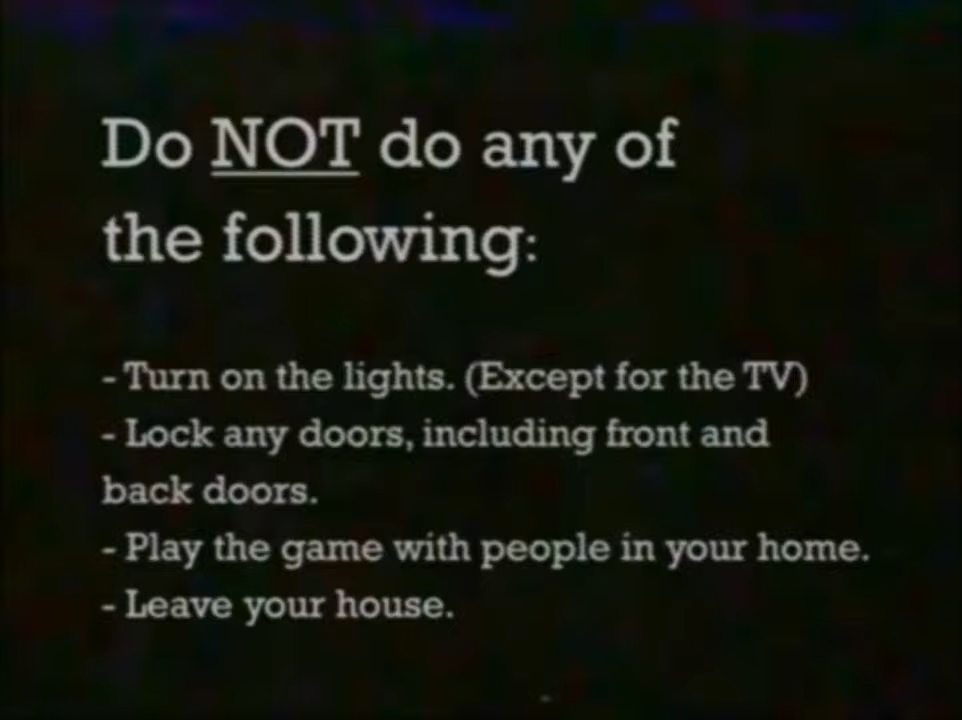 Do NOT do any of
the following:
- Turn on the lights. (Except for the TV)
- Lock any doors, including front and
back doors.
- Play the game with people in your home.
- Leave your house.